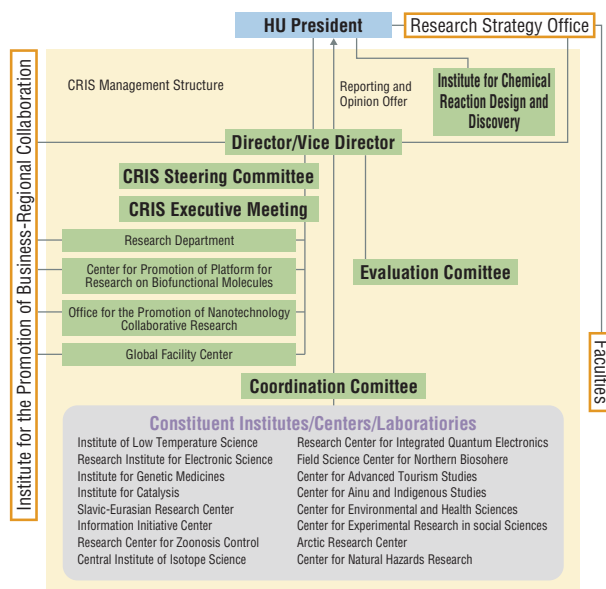 HU President
Research Strategy Office
CRIS Management Structure
Reporting and
Opinion Offer
Institute for Chemical
Reaction Design and
Discovery
Director/Vice Director
CRIS Steering Committee
CRIS Executive Meeting
Research Department
Center for Promotion of Platform for
Research on Biofunctional Molecules
Office for the Promotion of Nanotechnology
Collaborative Research
Global Facility Center
Evaluation Comittee
Coordination Comittee
Institute for the Promotion of Business-Regional Collaboration
Faculties
Constituent Institutes/Centers/Laboratiories
Institute of Low Temperature Science
Research Institute for Electronic Science
Institute for Genetic Medicines
Institute for Catalysis
Slavic-Eurasian Research Center
Information Initiative Center
Research Center for Zoonosis Control
Central Institute of Isotope Science
Research Center for Integrated Quantum Electronics
Field Science Center for Northern Biosohere
Center for Advanced Tourism Studies
Center for Ainu and Indigenous Studies
Center for Environmental and Health Sciences
Center for Experimental Research in social Sciences
Arctic Research Center
Center for Natural Hazards Research